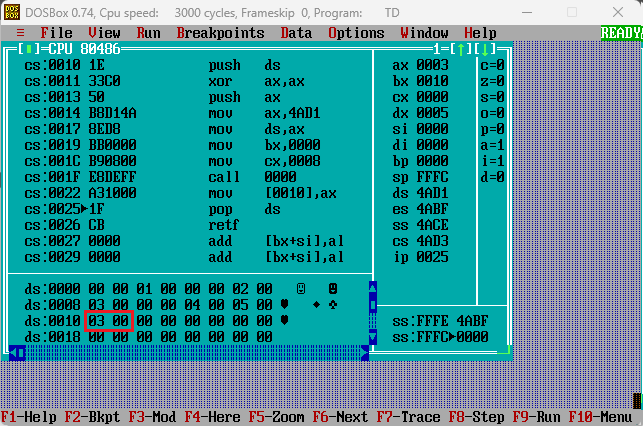 DOSBox 0.74, Cpu speed: 3000 cycles, Frameskip 0, Program: TD
≡ File View Run Breakpoints Data Options Window Help READY
[▮]=CPU 80486 1=[↑][↓]
cs:0010 1E push ds ax 0003 c=0
cs:0011 33C0 xor ax,ax bx 0010 z=0
cs:0013 50 push ax cx 0000 s=0
cs:0014 B8D14A mov ax,4AD1 dx 0005 o=0
cs:0017 8ED8 mov ds,ax si 0000 p=0
cs:0019 BB0000 mov bx,0000 di 0000 a=1
cs:001C B90800 mov cx,0008 bp 0000 i=1
cs:001F E8DEFF call 0000 sp FFFC d=0
cs:0022 A31000 mov [0010],ax ds 4AD1
cs:0025►1F pop ds es 4ABF
cs:0026 CB retf ss 4ACE
cs:0027 0000 add [bx+si],al cs 4AD3
cs:0029 0000 add [bx+si],al ip 0025
ds:0000 00 00 01 00 00 00 02 00 ☺ ☻
ds:0008 03 00 00 00 04 00 05 00 ♥ ♦ ♣
ds:0010 03 00 00 00 00 00 00 00 ♥ ss:FFFE 4ABF
ds:0018 00 00 00 00 00 00 00 00 ss:FFFC►0000
F1-Help F2-Bkpt F3-Mod F4-Here F5-Zoom F6-Next F7-Trace F8-Step F9-Run F10-Menu